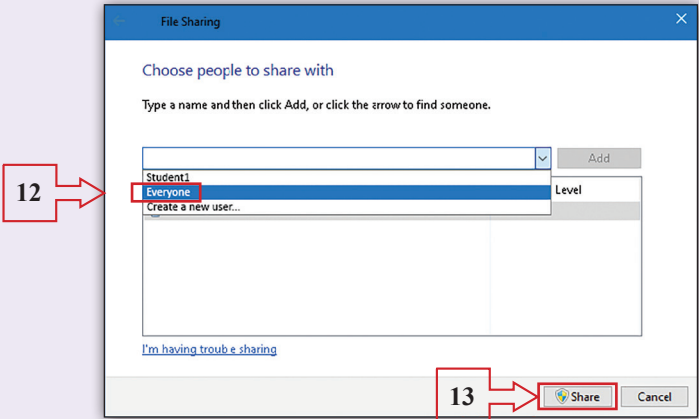 File Sharing
Choose people to share with
Type a name and then click Add, or click the arrow to find someone.
Add
Student1
12
Everyone
Level
Create a new user...
I'm having troub e sharing
13
Share
Cancel